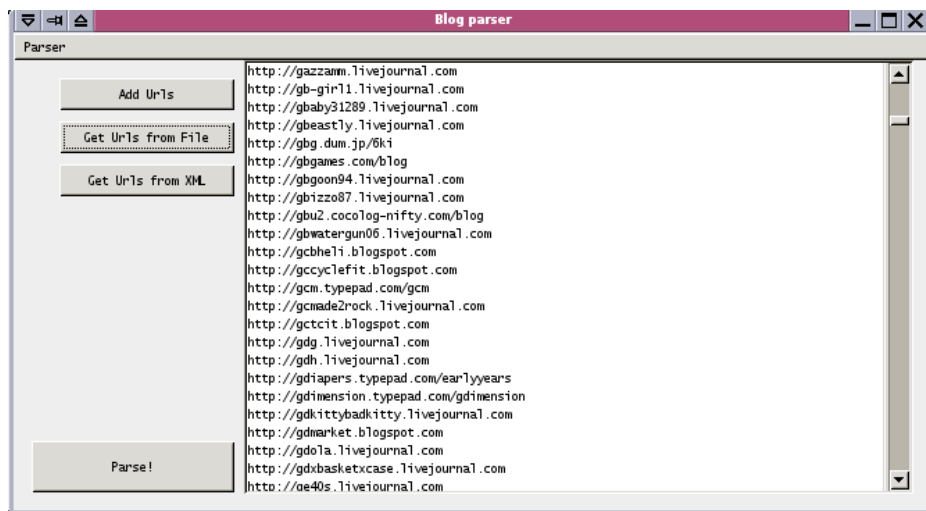 Blog parser
Parser
Add Urls
Get Urls from File
Get Urls from XML
Parse!
http://gazzamm.livejournal.com
http://gb-girl1.livejournal.com
http://gbaby31289.livejournal.com
http://gbeastly.livejournal.com
http://gbg.dum.jp/6ki
http://gbgames.com/blog
http://gbgoon94.livejournal.com
http://gbizzo87.livejournal.com
http://gbu2.cocolog-nifty.com/blog
http://gbwatergun06.livejournal.com
http://gcbheli.blogspot.com
http://gccyclefit.blogspot.com
http://gcm.typepad.com/gcm
http://gcmade2rock.livejournal.com
http://gctcit.blogspot.com
http://gdg.livejournal.com
http://gdh.livejournal.com
http://gdiapers.typepad.com/earlyyears
http://gdimension.typepad.com/gdimension
http://gdkittybadkitty.livejournal.com
http://gdmarket.blogspot.com
http://gdola.livejournal.com
http://gdxbasketxcase.livejournal.com
http://ge40s.livejournal.com